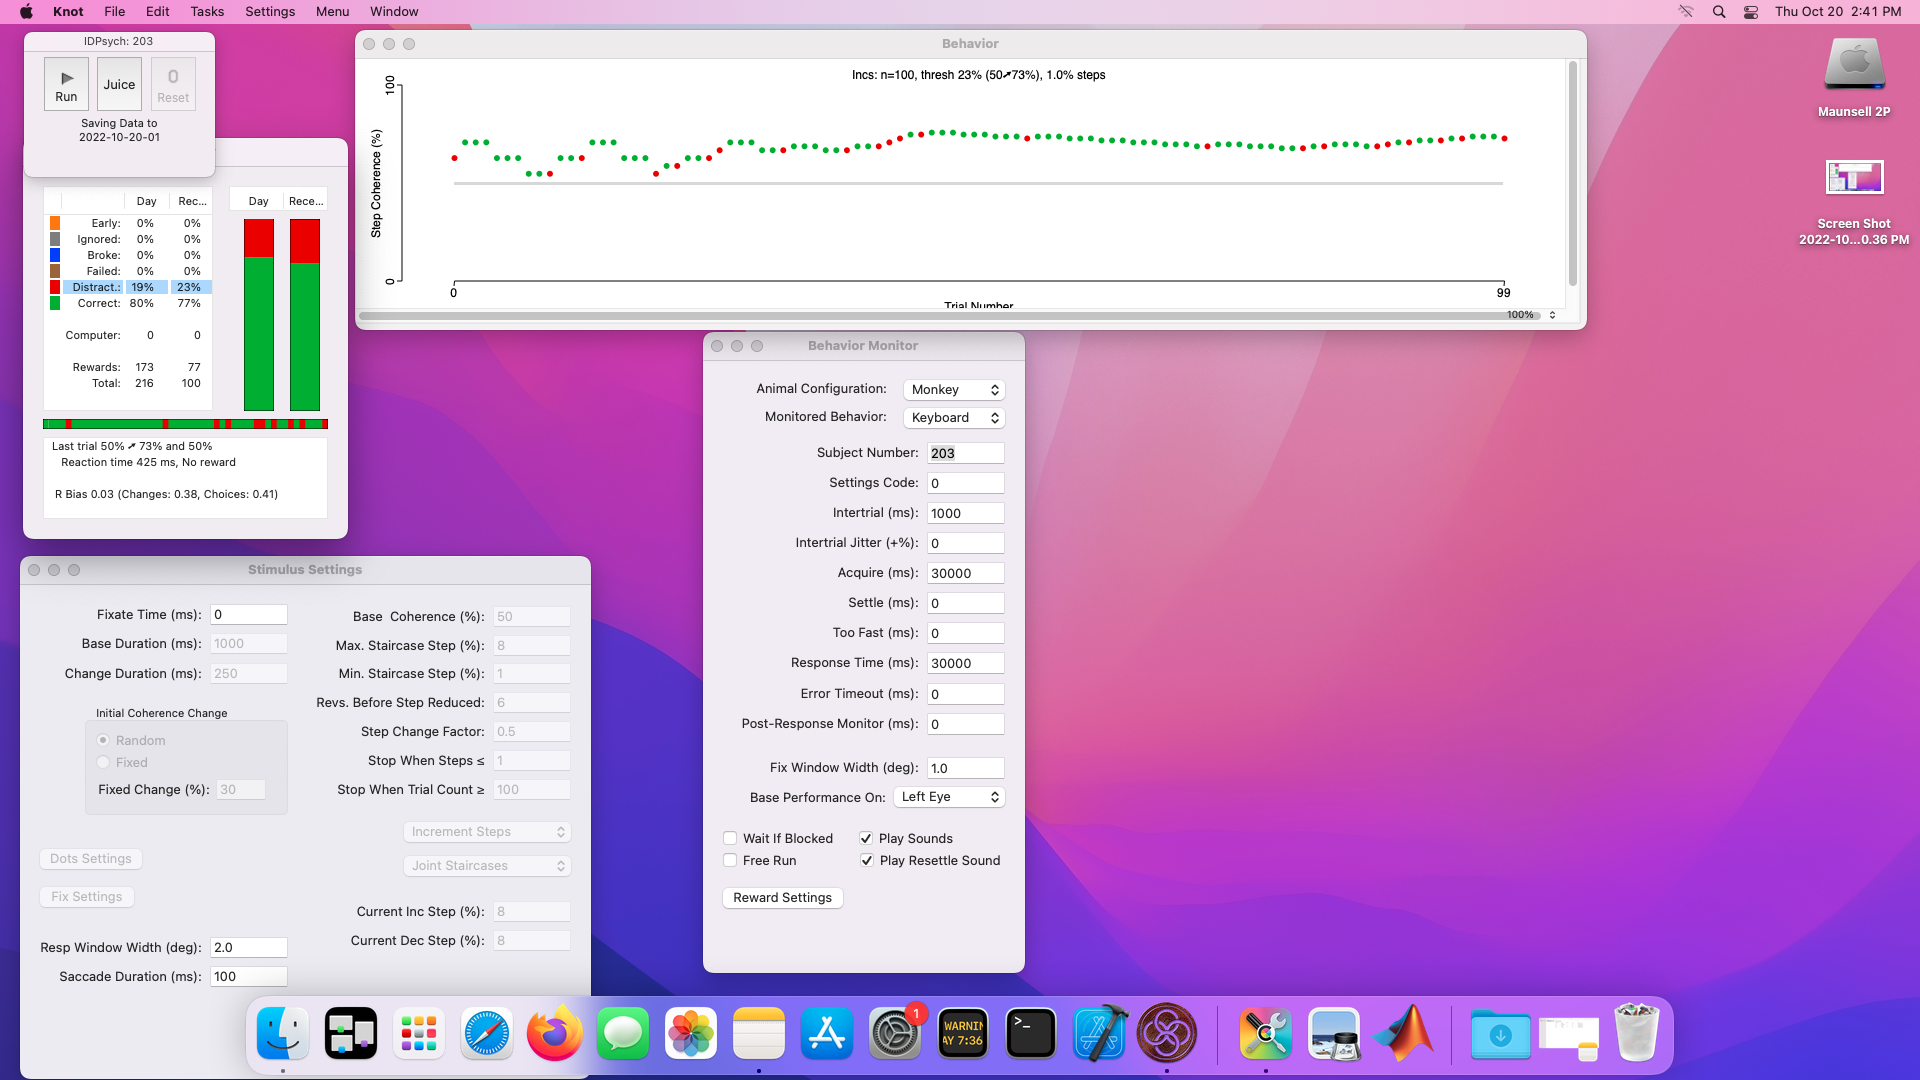 Knot File Edit Tasks Settings Menu Window
Thu Oct 20 2:41 PM
IDPsych: 203
Run
Juice
0
Reset
Saving Data to
2022-10-20-01
Day Rec...
Early: 0% 0%
Ignored: 0% 0%
Broke: 0% 0%
Failed: 0% 0%
Distract.: 19% 23%
Correct: 80% 77%
Computer: 0 0
Rewards: 173 77
Total: 216 100
Day Rece...
Last trial 50% ➚ 73% and 50%
Reaction time 425 ms, No reward
R Bias 0.03 (Changes: 0.38, Choices: 0.41)
Behavior
Incs: n=100, thresh 23% (50➚73%), 1.0% steps
Step Coherence (%)
100
0
0
99
Trial Number
100%
Behavior Monitor
Animal Configuration: Monkey
Monitored Behavior: Keyboard
Subject Number: 203
Settings Code: 0
Intertrial (ms): 1000
Intertrial Jitter (+%): 0
Acquire (ms): 30000
Settle (ms): 0
Too Fast (ms): 0
Response Time (ms): 30000
Error Timeout (ms): 0
Post-Response Monitor (ms): 0
Fix Window Width (deg): 1.0
Base Performance On: Left Eye
Wait If Blocked
Play Sounds
Free Run
Play Resettle Sound
Reward Settings
Stimulus Settings
Fixate Time (ms): 0
Base Duration (ms): 1000
Change Duration (ms): 250
Initial Coherence Change
Random
Fixed
Fixed Change (%): 30
Dots Settings
Fix Settings
Resp Window Width (deg): 2.0
Saccade Duration (ms): 100
Base Coherence (%): 50
Max. Staircase Step (%): 8
Min. Staircase Step (%): 1
Revs. Before Step Reduced: 6
Step Change Factor: 0.5
Stop When Steps ≤ 1
Stop When Trial Count ≥ 100
Increment Steps
Joint Staircases
Current Inc Step (%): 8
Current Dec Step (%): 8
Maunsell 2P
Screen Shot
2022-10...0.36 PM
1
WARNIN
AY 7:36
>_